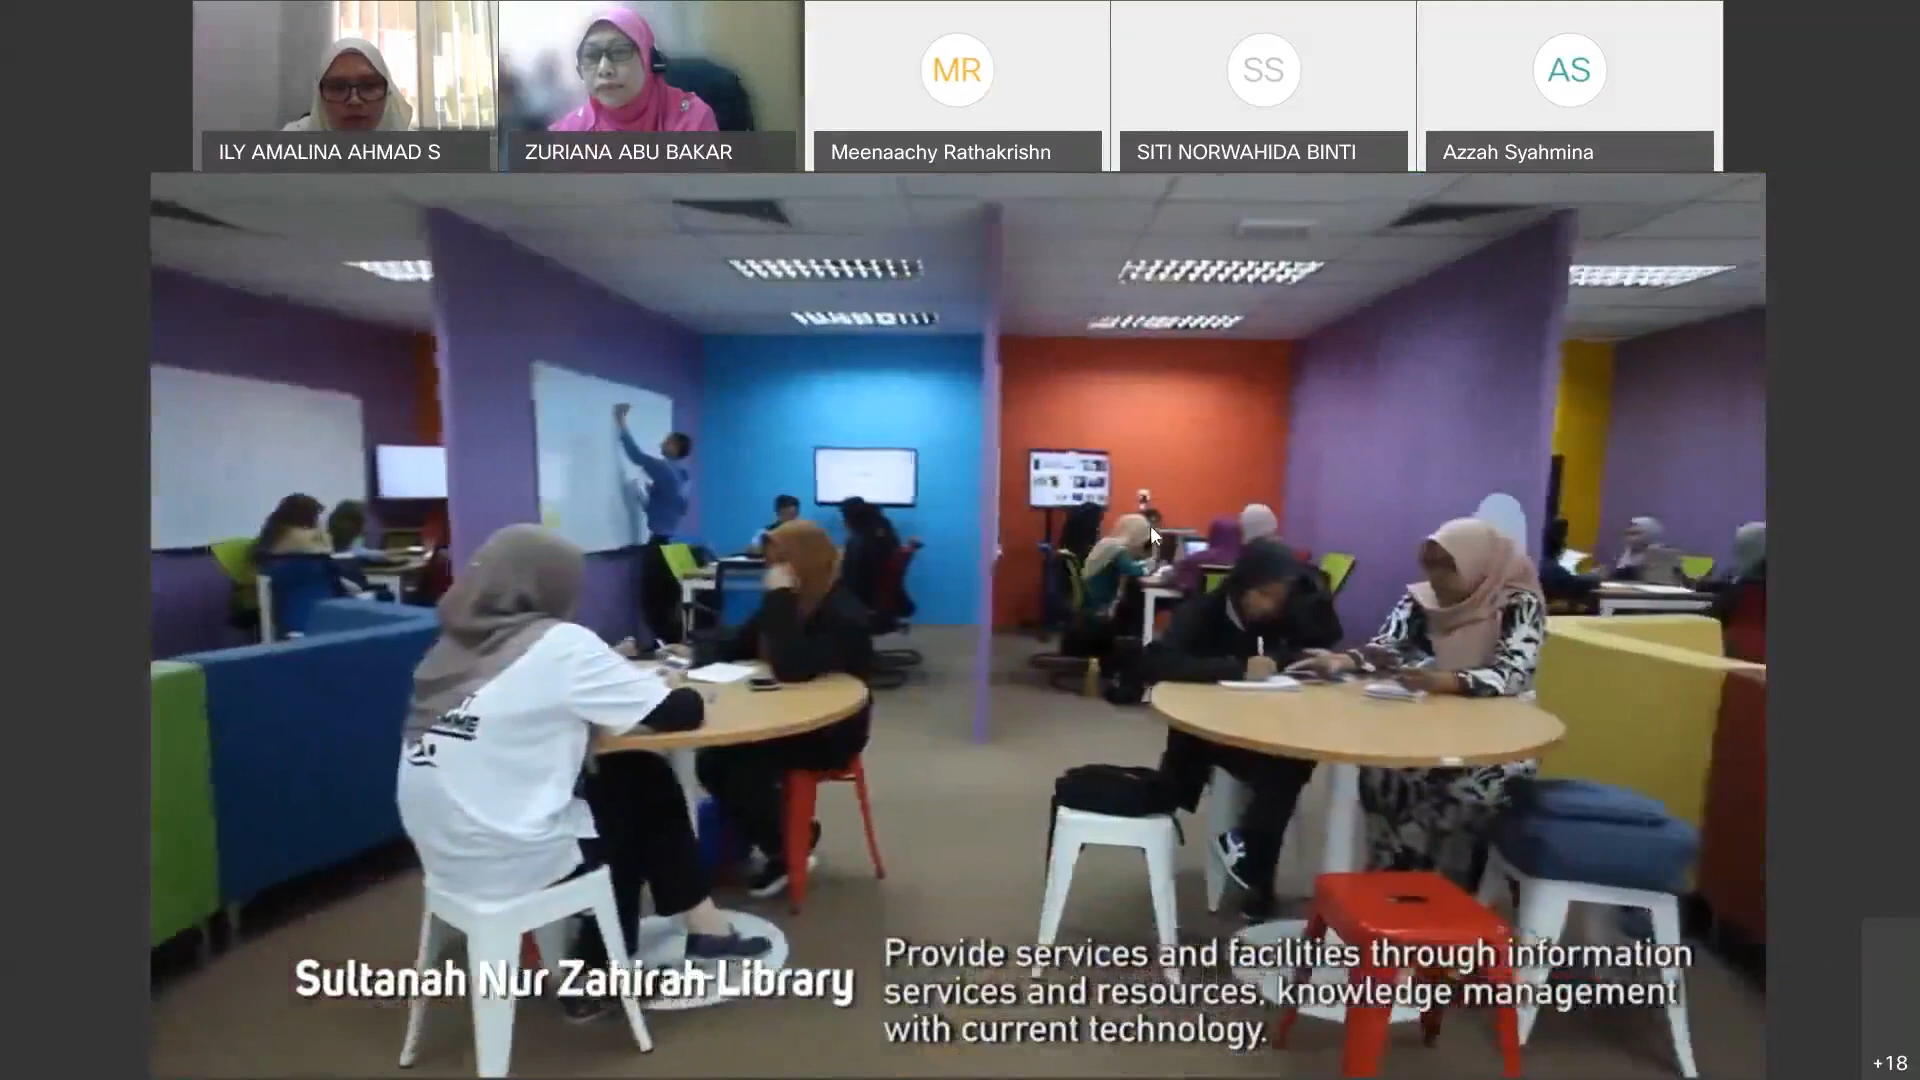 MR
SS
AS
ILY AMALINA AHMAD S
ZURIANA ABU BAKAR
Meenaachy Rathakrishn
SITI NORWAHIDA BINTI
Azzah Syahmina
Sultanah Nur Zahirah Library
Provide services and facilities through information
services and resources, knowledge management
with current technology.
+18